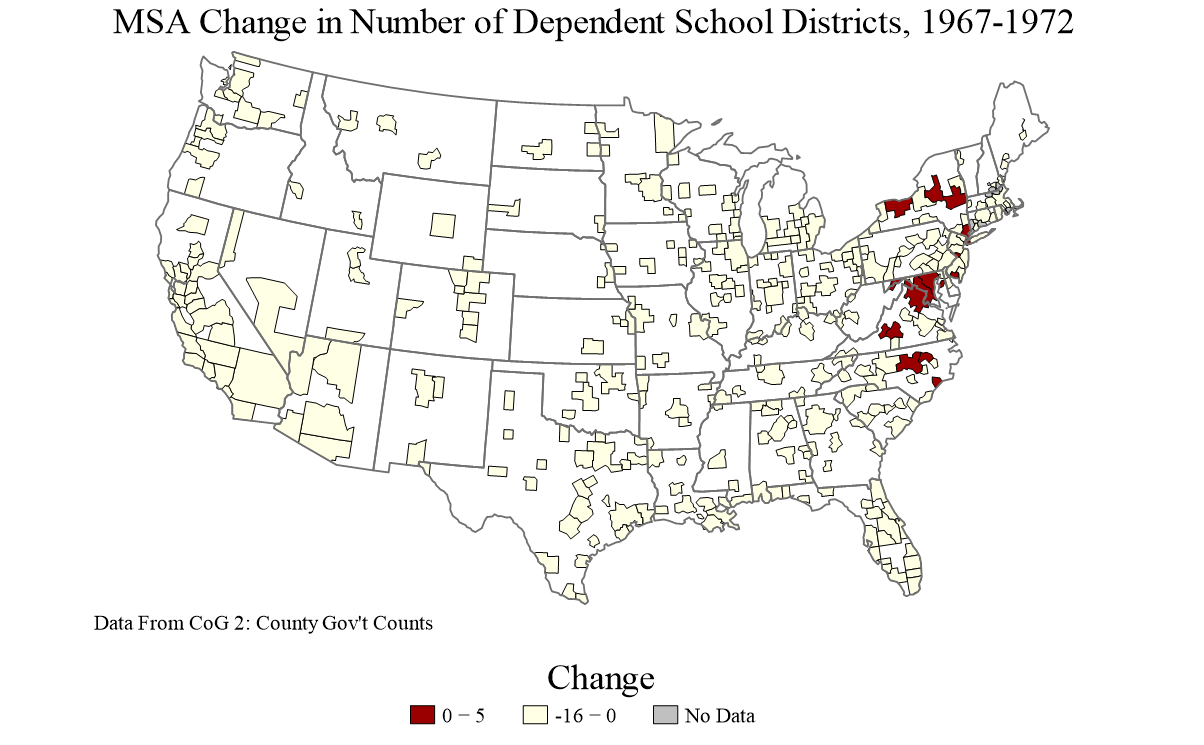 MSA Change in Number of Dependent School Districts, 1967-1972
Data From CoG 2: County Gov't Counts
Change
0 − 5
-16 − 0
No Data